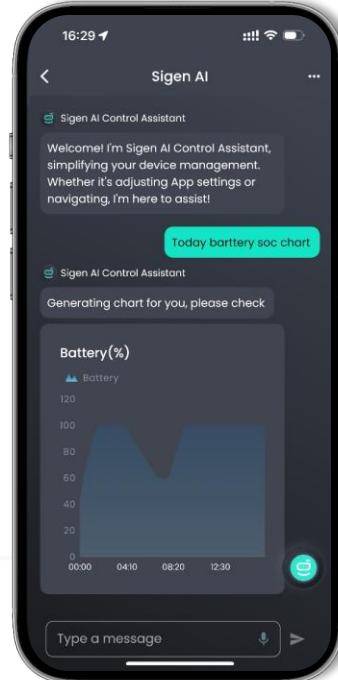 16:29
Sigen AI
Sigen AI Control Assistant
Welcome! I'm Sigen AI Control Assistant,
simplifying your device management.
Whether it's adjusting App settings or
navigating, I'm here to assist!
Today barttery soc chart
Sigen AI Control Assistant
Generating chart for you, please check
Battery(%)
Battery
120
100
80
60
40
20
0
00:00 04:10 08:20 12:30
Type a message